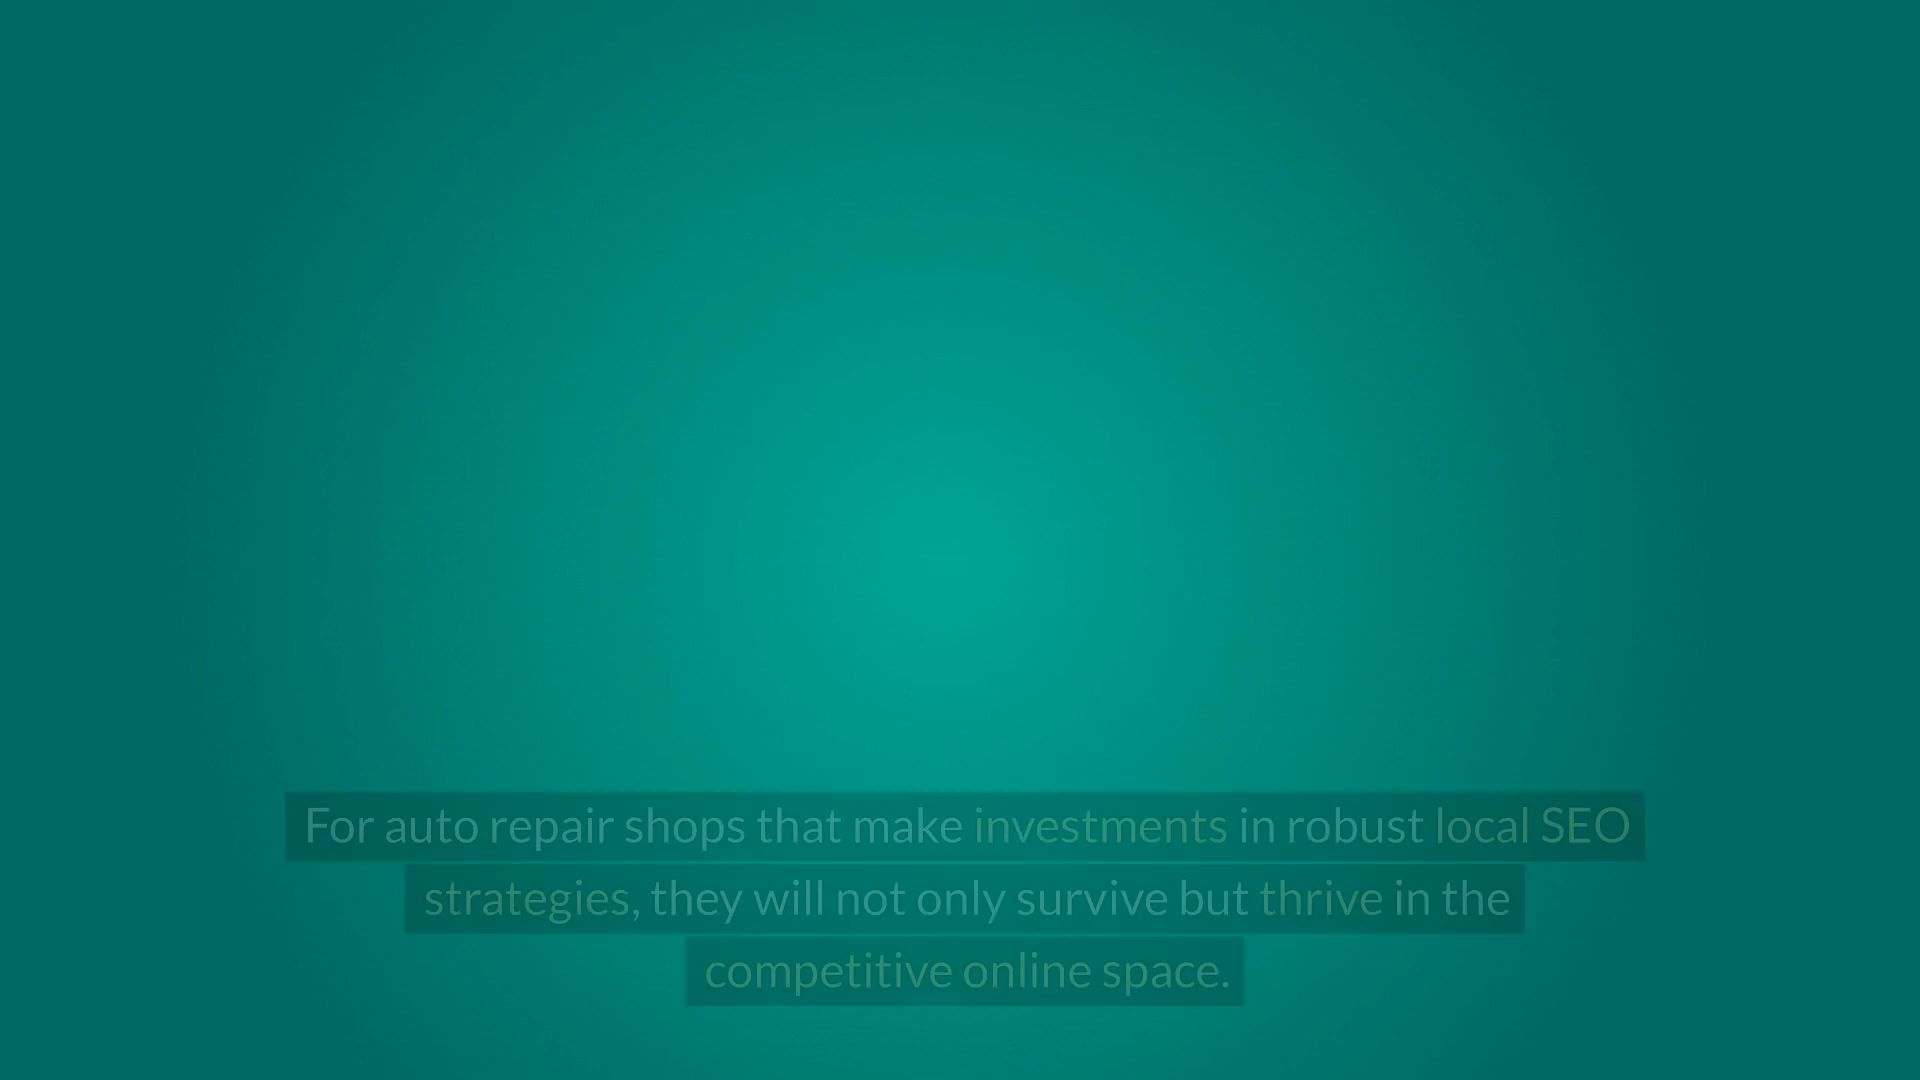 For auto repair shops that make investments in robust local SEO
strategies, they will not only survive but thrive in the
competitive online space.